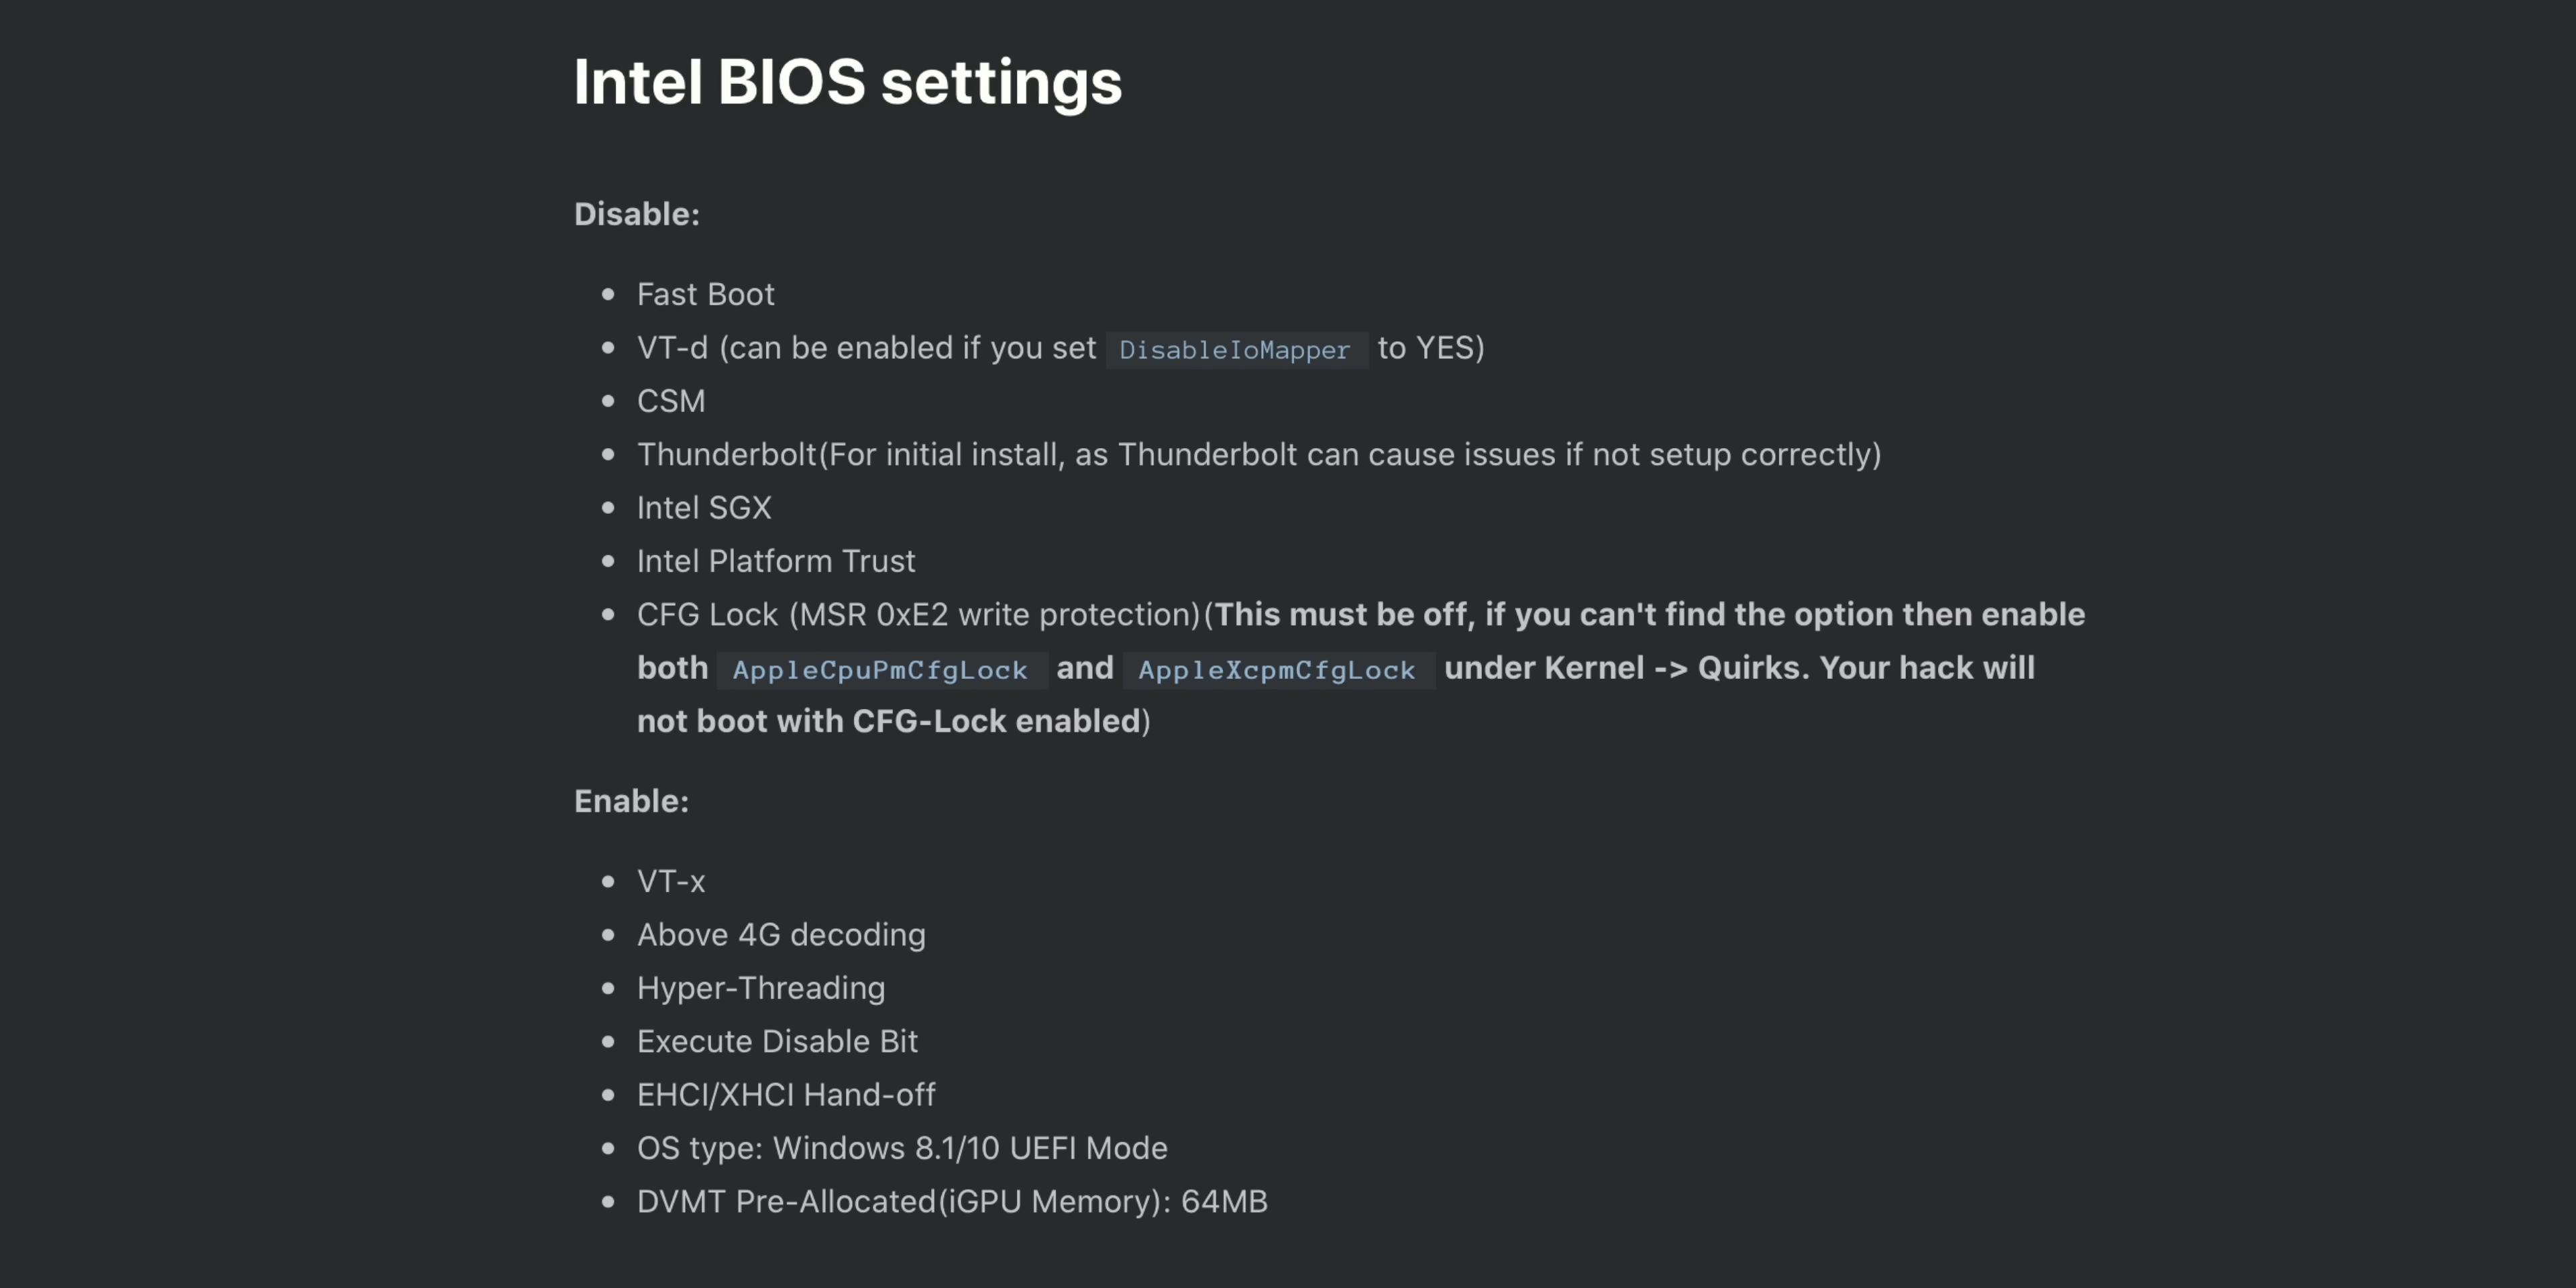 Intel BIOS settings
Disable:
Fast Boot
VT-d (can be enabled if you set DisableIoMapper to YES)
CSM
Thunderbolt(For initial install, as Thunderbolt can cause issues if not setup correctly)
Intel SGX
Intel Platform Trust
CFG Lock (MSR 0xE2 write protection)(This must be off, if you can't find the option then enable
both AppleCpuPmCfgLock and AppleXcpmCfgLock under Kernel -> Quirks. Your hack will
not boot with CFG-Lock enabled)
Enable:
VT-x
Above 4G decoding
Hyper-Threading
Execute Disable Bit
EHCI/XHCI Hand-off
OS type: Windows 8.1/10 UEFI Mode
DVMT Pre-Allocated(iGPU Memory): 64MB